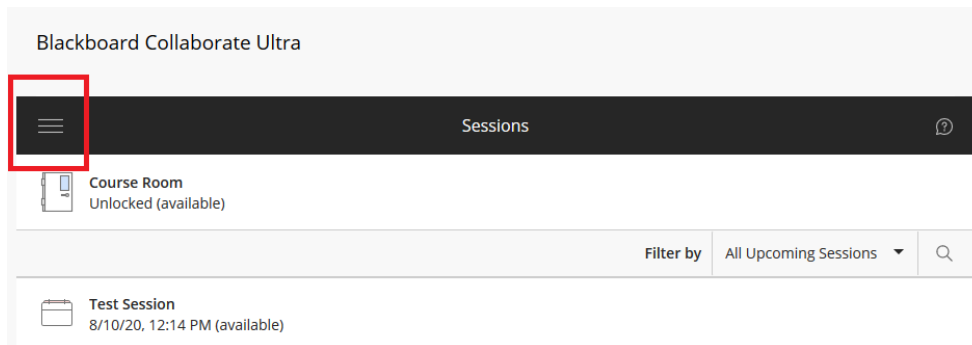 Blackboard Collaborate Ultra
Sessions
Course Room
Unlocked (available)
Filter by All Upcoming Sessions
Test Session
8/10/20, 12:14 PM (available)